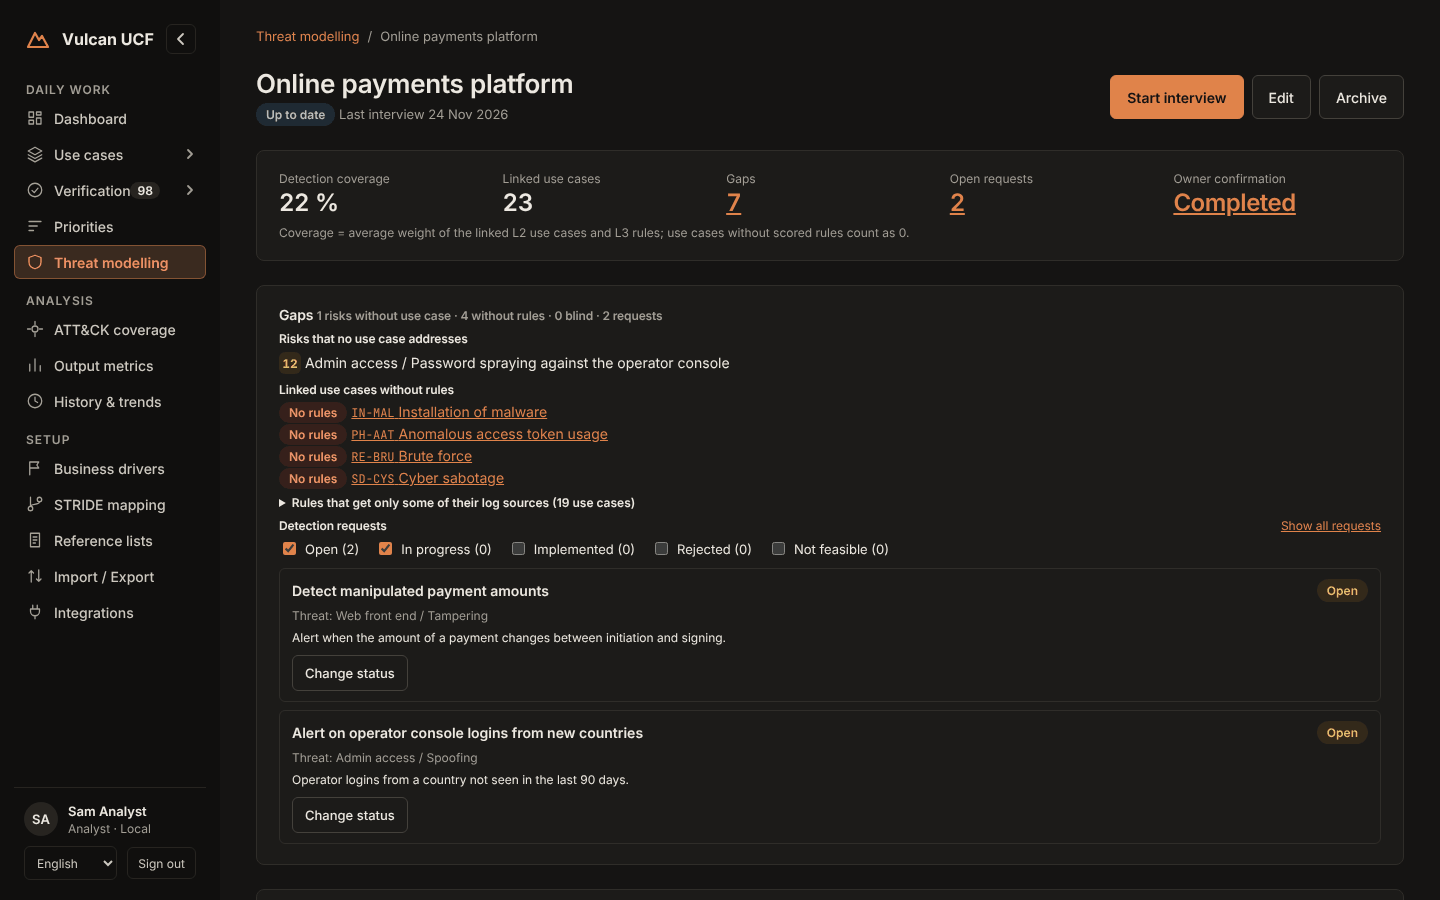 Vulcan UCF
DAILY WORK
Dashboard
Use cases
Verification 98
Priorities
Threat modelling
ANALYSIS
ATT&CK coverage
Output metrics
History & trends
SETUP
Business drivers
STRIDE mapping
Reference lists
Import / Export
Integrations
SA
Sam Analyst
Analyst · Local
English
Sign out
Threat modelling / Online payments platform
Online payments platform
Up to date Last interview 24 Nov 2026
Start interview
Edit
Archive
Detection coverage
22 %
Linked use cases
23
Gaps
7
Open requests
2
Owner confirmation
Completed
Coverage = average weight of the linked L2 use cases and L3 rules; use cases without scored rules count as 0.
Gaps 1 risks without use case · 4 without rules · 0 blind · 2 requests
Risks that no use case addresses
12 Admin access / Password spraying against the operator console
Linked use cases without rules
No rules IN-MAL Installation of malware
No rules PH-AAT Anomalous access token usage
No rules RE-BRU Brute force
No rules SD-CYS Cyber sabotage
Rules that get only some of their log sources (19 use cases)
Detection requests
Show all requests
Open (2) In progress (0) Implemented (0) Rejected (0) Not feasible (0)
Detect manipulated payment amounts
Open
Threat: Web front end / Tampering
Alert when the amount of a payment changes between initiation and signing.
Change status
Alert on operator console logins from new countries
Open
Threat: Admin access / Spoofing
Operator logins from a country not seen in the last 90 days.
Change status